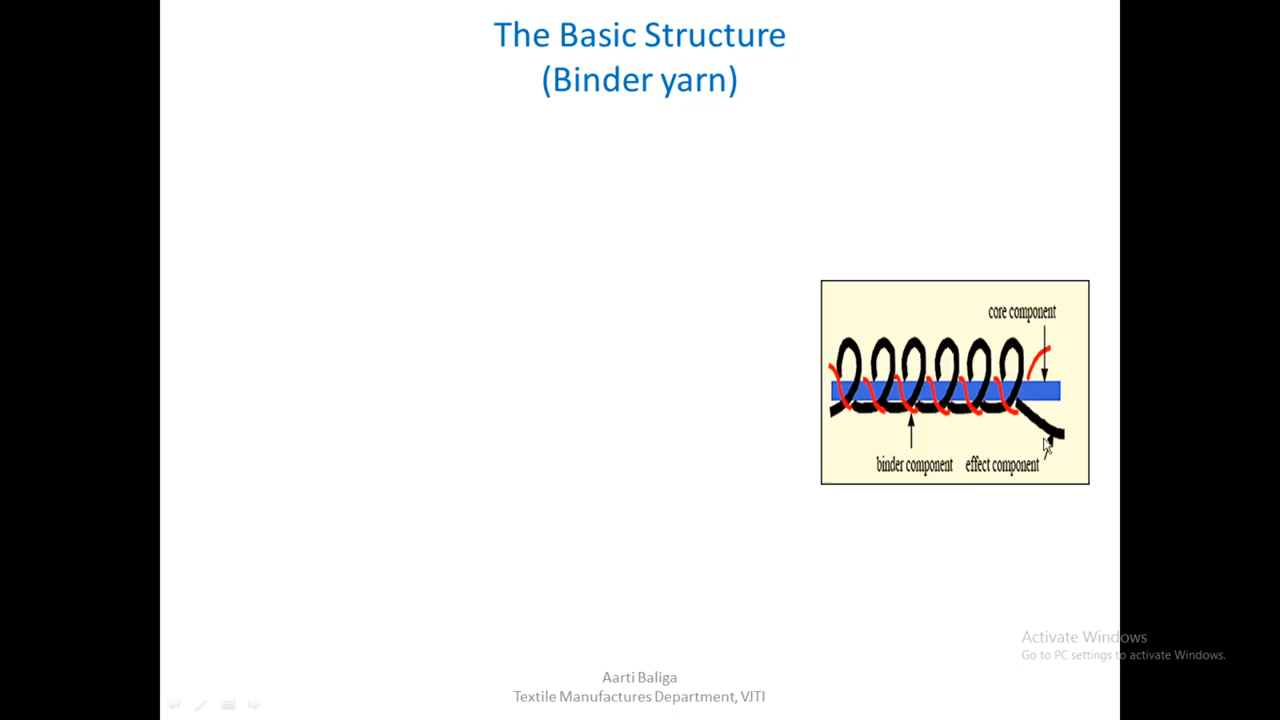 The Basic Structure
(Binder yarn)
core component
binder component effect component
Activate Windows
Go to PC settings to activate Windows.
Aarti Baliga
Textile Manufactures Department, VJTI